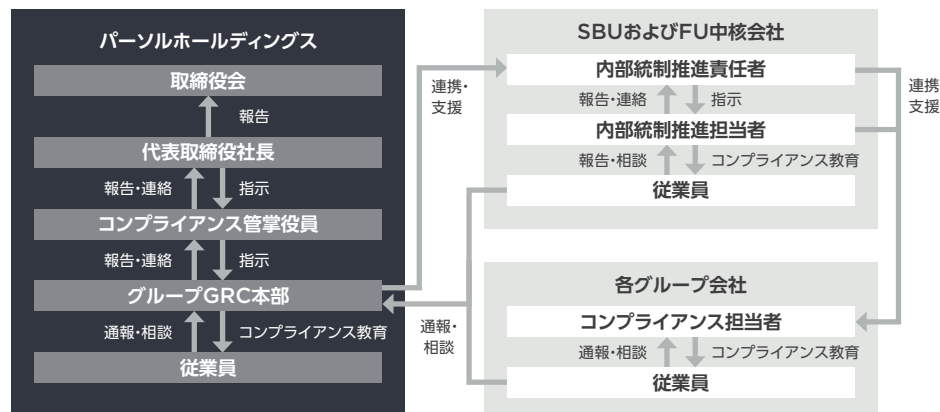 パーソルホールディングス
取締役会
報告
代表取締役社長
報告・連絡
指示
コンプライアンス管掌役員
報告・連絡
指示
グループGRC本部
通報・相談
コンプライアンス教育
従業員
連携・
支援
通報・
相談
SBUおよびFU中核会社
内部統制推進責任者
報告・連絡
指示
内部統制推進担当者
報告・相談
コンプライアンス教育
従業員
連携
支援
各グループ会社
コンプライアンス担当者
通報・相談
コンプライアンス教育
従業員